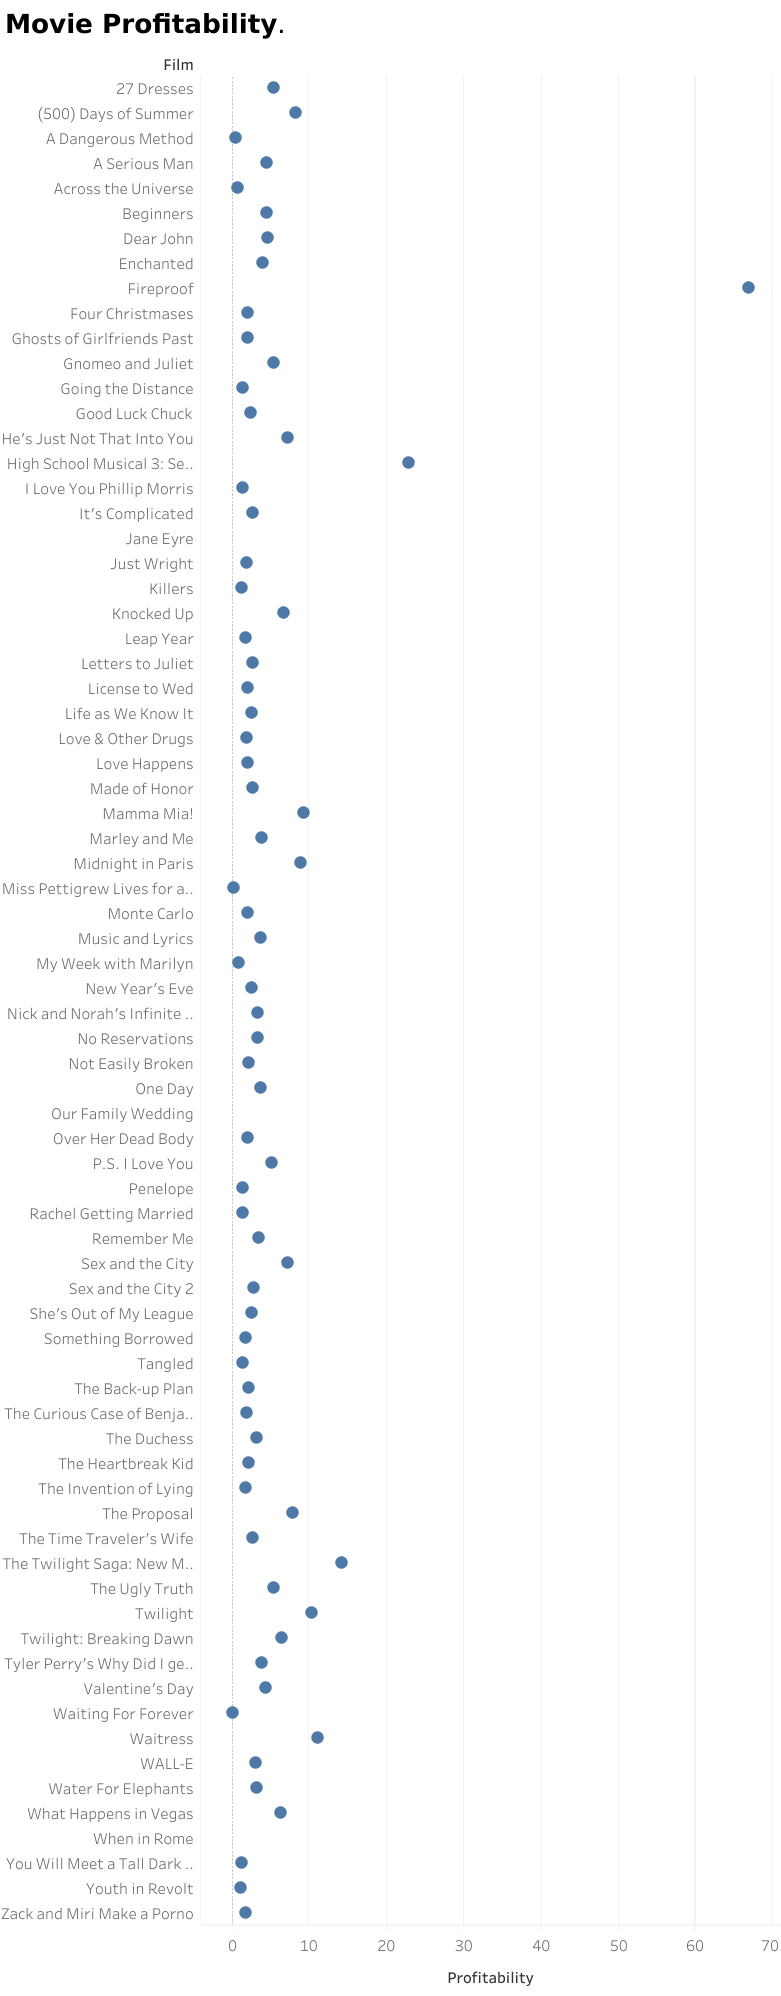 Movie Profitability.
Film
27 Dresses
(500) Days of Summer
A Dangerous Method
A Serious Man
Across the Universe
Beginners
Dear John
Enchanted
Fireproof
Four Christmases
Ghosts of Girlfriends Past
Gnomeo and Juliet
Going the Distance
Good Luck Chuck
He's Just Not That Into You
High School Musical 3: Se..
I Love You Phillip Morris
It's Complicated
Jane Eyre
Just Wright
Killers
Knocked Up
Leap Year
Letters to Juliet
License to Wed
Life as We Know It
Love & Other Drugs
Love Happens
Made of Honor
Mamma Mia!
Marley and Me
Midnight in Paris
Miss Pettigrew Lives for a..
Monte Carlo
Music and Lyrics
My Week with Marilyn
New Year's Eve
Nick and Norah's Infinite ..
No Reservations
Not Easily Broken
One Day
Our Family Wedding
Over Her Dead Body
P.S. I Love You
Penelope
Rachel Getting Married
Remember Me
Sex and the City
Sex and the City 2
She's Out of My League
Something Borrowed
Tangled
The Back-up Plan
The Curious Case of Benja..
The Duchess
The Heartbreak Kid
The Invention of Lying
The Proposal
The Time Traveler's Wife
The Twilight Saga: New M..
The Ugly Truth
Twilight
Twilight: Breaking Dawn
Tyler Perry's Why Did I ge..
Valentine's Day
Waiting For Forever
Waitress
WALL-E
Water For Elephants
What Happens in Vegas
When in Rome
You Will Meet a Tall Dark ..
Youth in Revolt
Zack and Miri Make a Porno
0 10 20 30 40 50 60 70
Profitability